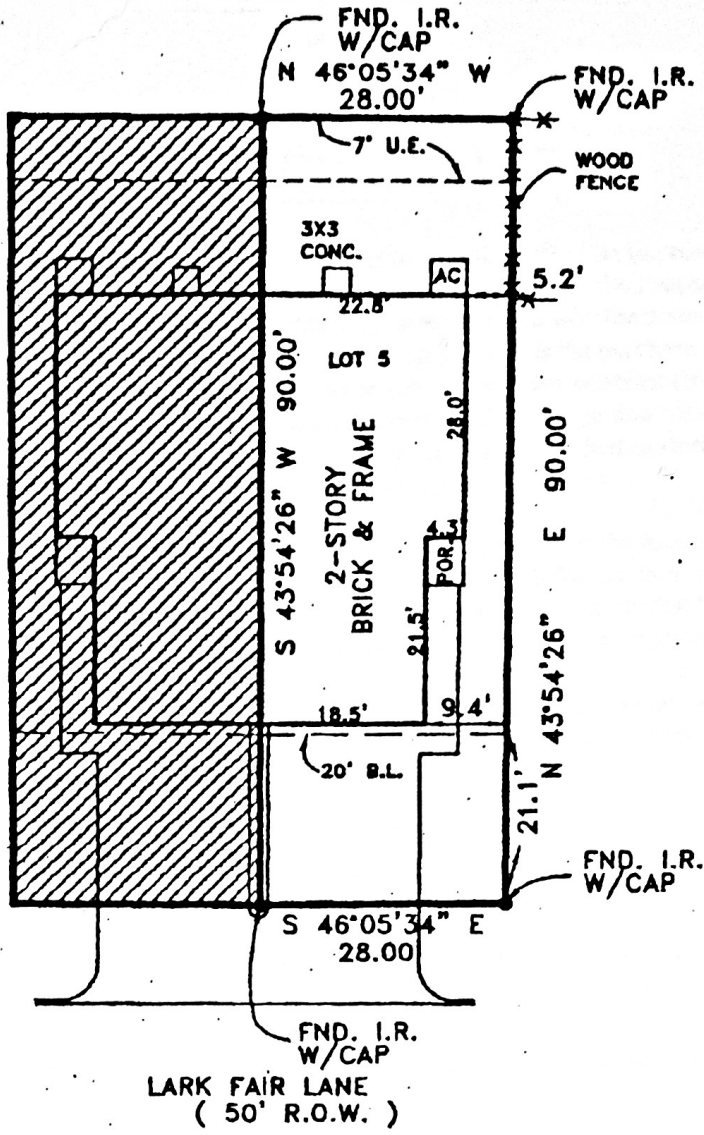 FND. I.R.
W/CAP
N 46°05'34" W
28.00'
FND. I.R.
W/CAP
7' U.E.
WOOD
FENCE
3X3
CONC.
AC
5.2'
22.8'
LOT 5
S 43°54'26" W 90.00'
28.0'
2-STORY
BRICK & FRAME
4.3
POR.
21.5'
N 43°54'26" E 90.00'
18.5'
9.4'
20' B.L.
21.1'
FND. I.R.
W/CAP
S 46°05'34" E
28.00
FND. I.R.
W/CAP
LARK FAIR LANE
( 50' R.O.W. )